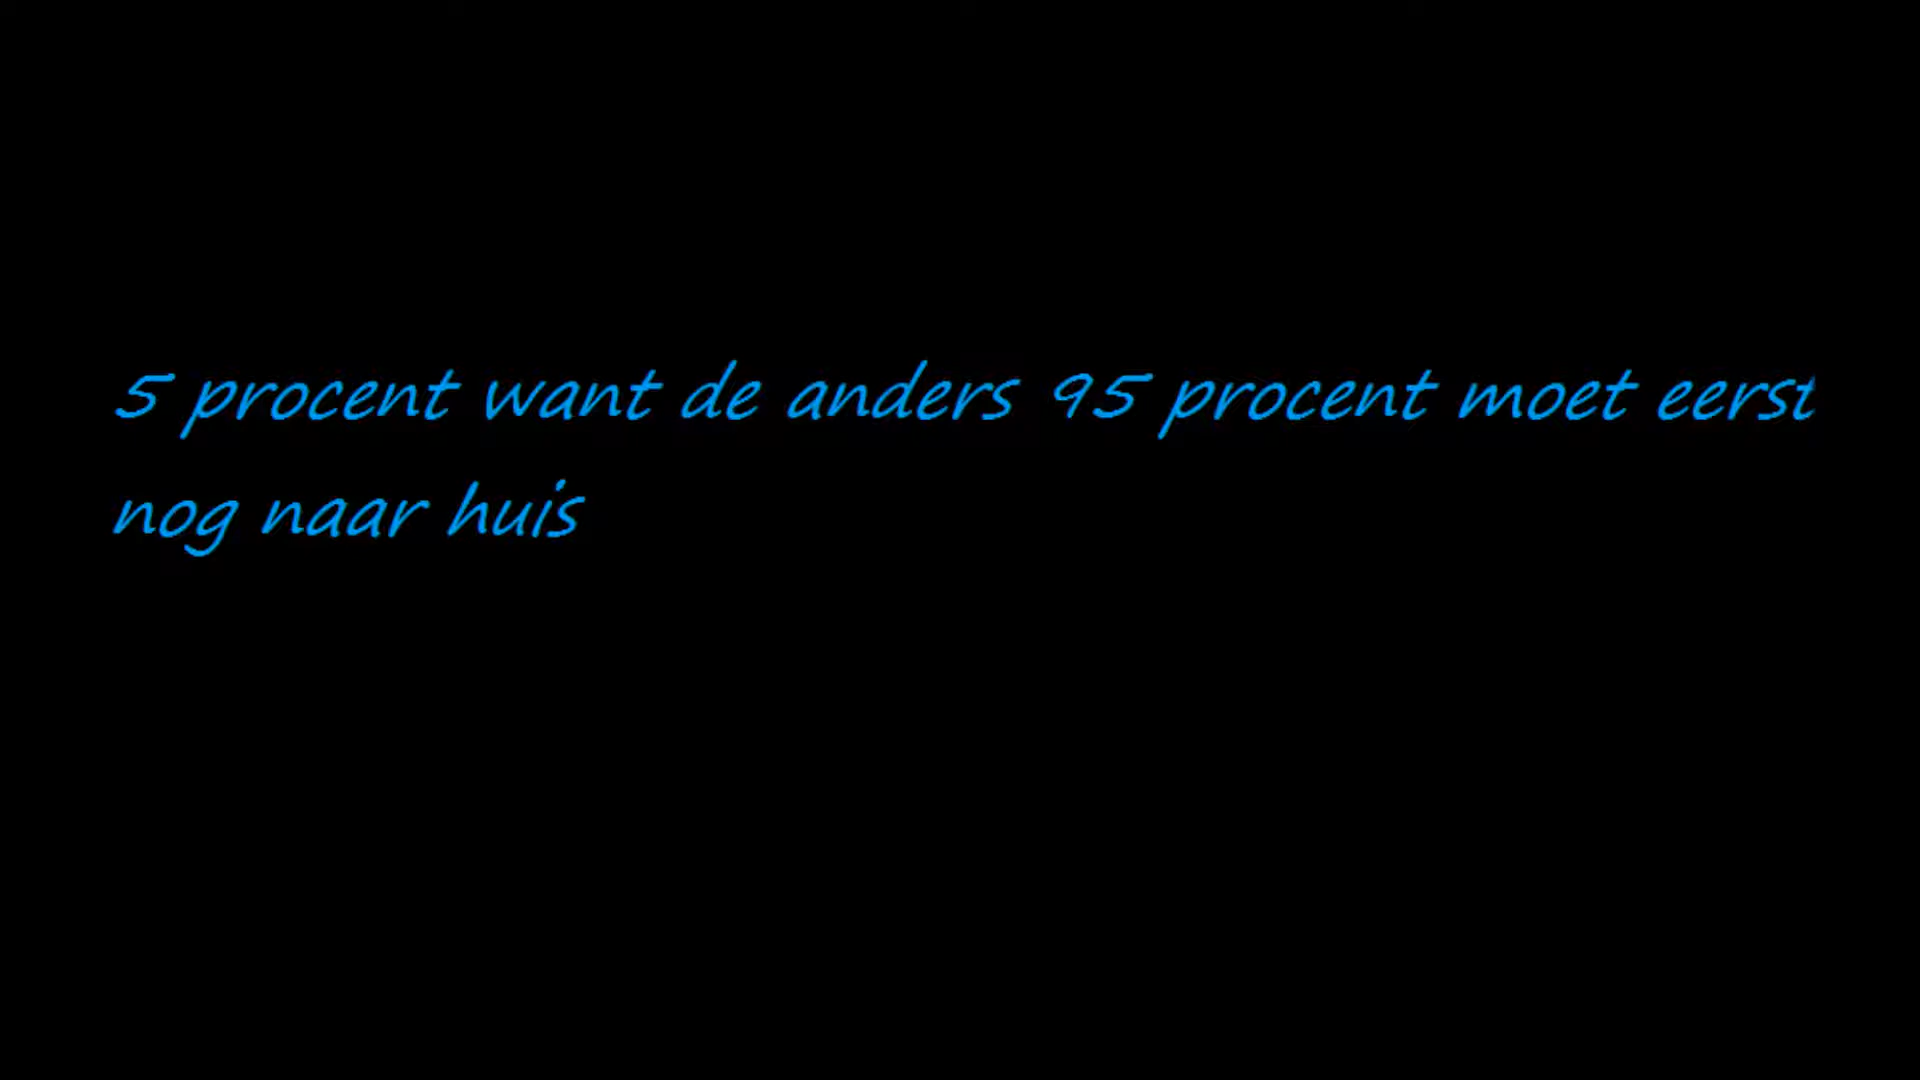 5 procent want de anders 95 procent moet eerst
nog naar huis